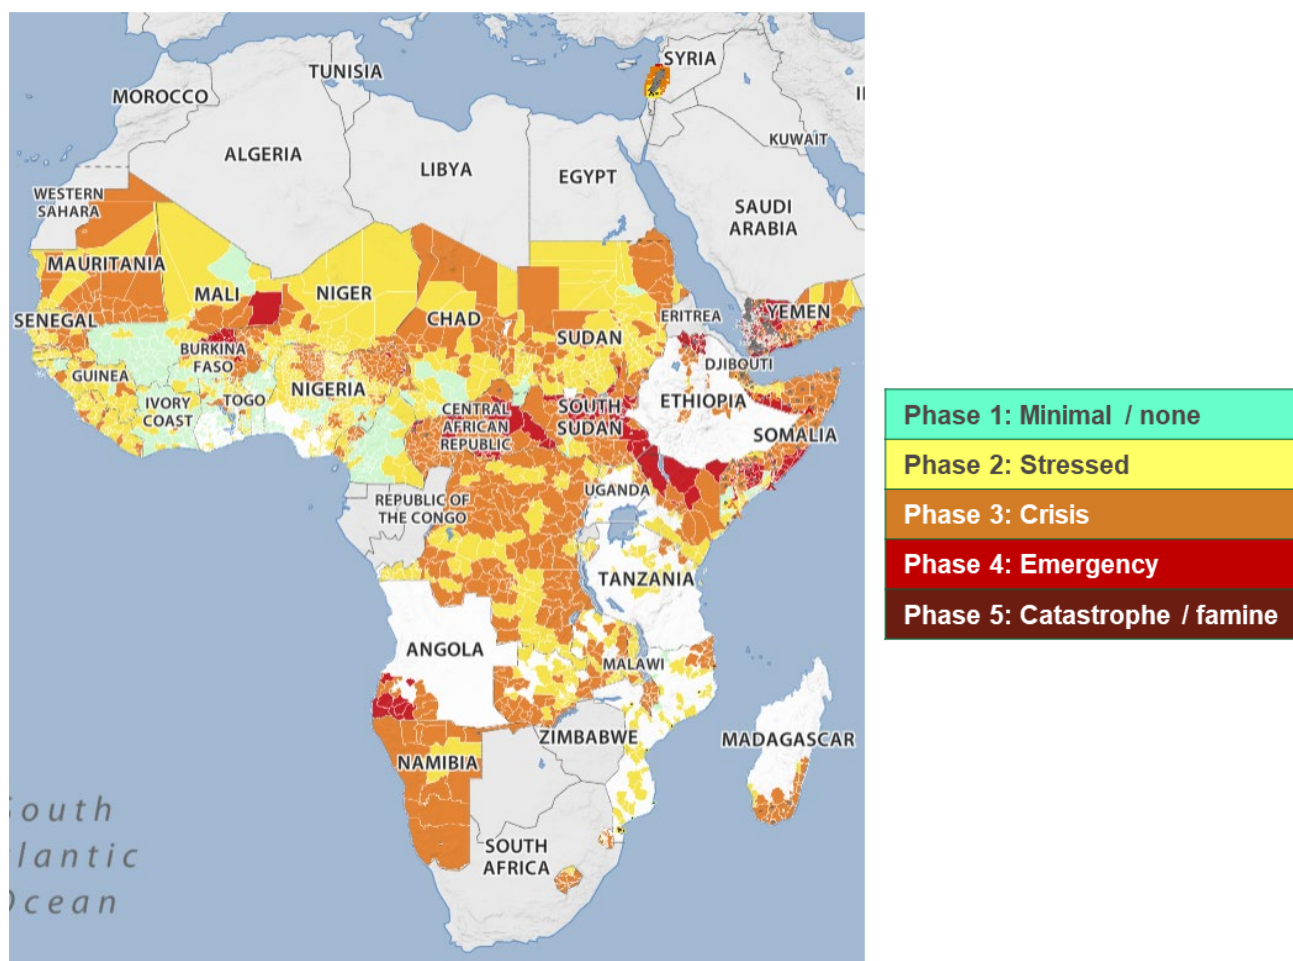 SYRIA
TUNISIA
MOROCCO
KUWAIT
ALGERIA
LIBYA
EGYPT
WESTERN
SAHARA
SAUDI
ARABIA
MAURITANIA
MALI
NIGER
CHAD
SENEGAL
ERITREA
YEMEN
SUDAN
BURKINA
FASO
DJIBOUTI
GUINEA
NIGERIA
IVORY
COAST
TOGO
CENTRAL
AFRICAN
REPUBLIC
SOUTH
SUDAN
ETHIOPIA
SOMALIA
UGANDA
REPUBLIC OF
THE CONGO
TANZANIA
ANGOLA
MALAWI
ZIMBABWE
MADAGASCAR
NAMIBIA
SOUTH
AFRICA
outh
lantic
cean
Phase 1: Minimal / none
Phase 2: Stressed
Phase 3: Crisis
Phase 4: Emergency
Phase 5: Catastrophe / famine